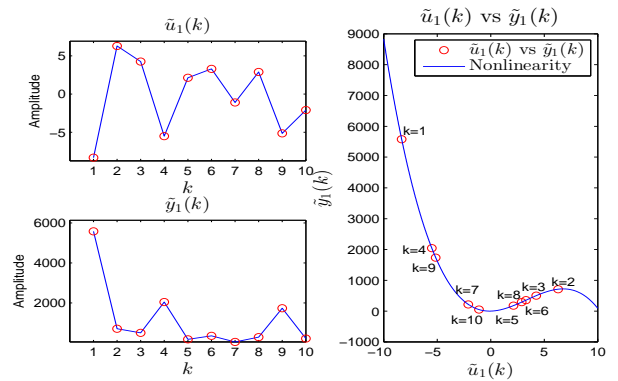 ũ₁(k)
5
0
−5
Amplitude
1 2 3 4 5 6 7 8 9 10
k
ỹ₁(k)
6000
4000
2000
Amplitude
1 2 3 4 5 6 7 8 9 10
k
ũ₁(k) vs ỹ₁(k)
ũ₁(k) vs ỹ₁(k)
Nonlinearity
9000
8000
7000
6000
5000
4000
3000
2000
1000
0
−1000
ỹ₁(k)
k=1
k=4
k=9
k=7
k=10
k=8
k=3
k=2
k=5
k=6
−10 −5 0 5 10
ũ₁(k)